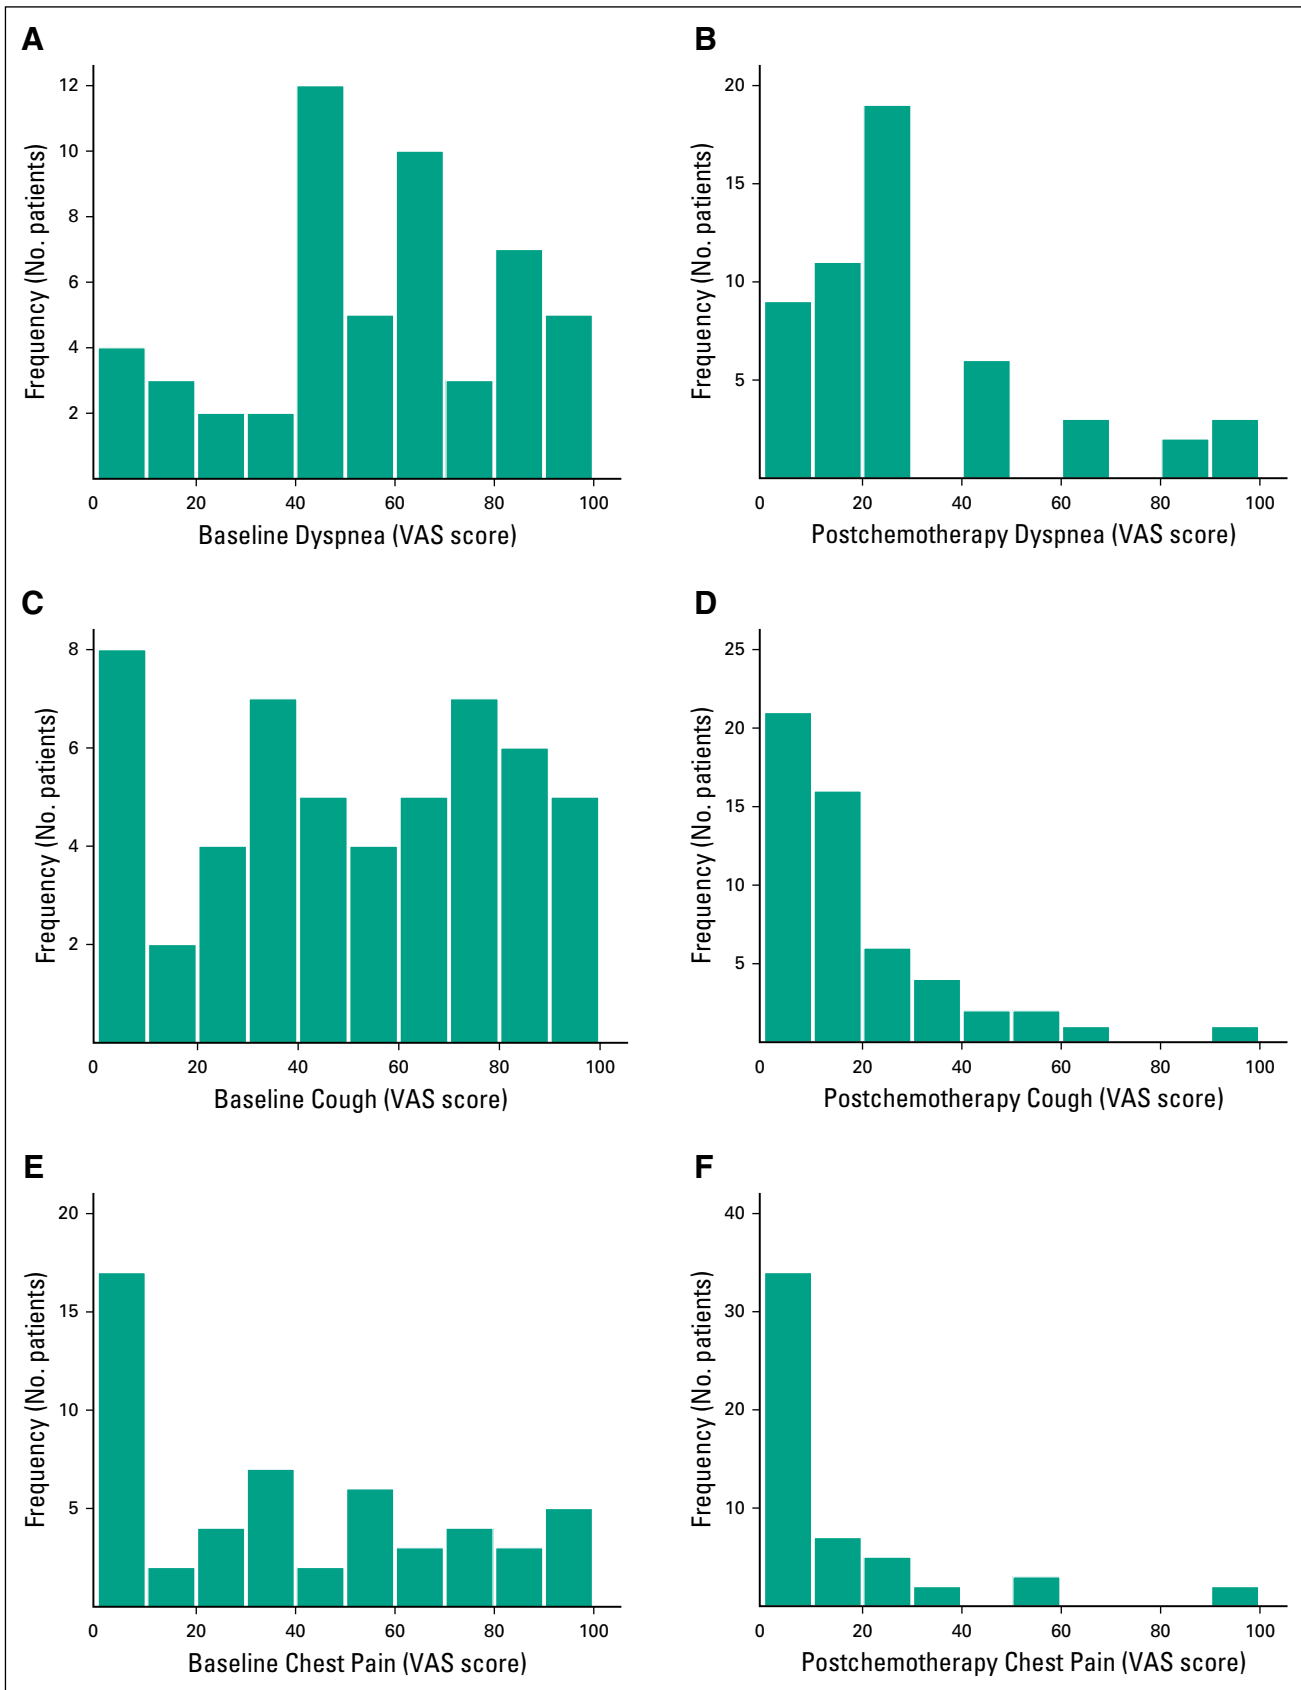 A
Frequency (No. patients)
12
10
8
6
4
2
0 20 40 60 80 100
Baseline Dyspnea (VAS score)
B
Frequency (No. patients)
20
15
10
5
0 20 40 60 80 100
Postchemotherapy Dyspnea (VAS score)
C
Frequency (No. patients)
8
6
4
2
0 20 40 60 80 100
Baseline Cough (VAS score)
D
Frequency (No. patients)
25
20
15
10
5
0 20 40 60 80 100
Postchemotherapy Cough (VAS score)
E
Frequency (No. patients)
20
15
10
5
0 20 40 60 80 100
Baseline Chest Pain (VAS score)
F
Frequency (No. patients)
40
30
20
10
0 20 40 60 80 100
Postchemotherapy Chest Pain (VAS score)